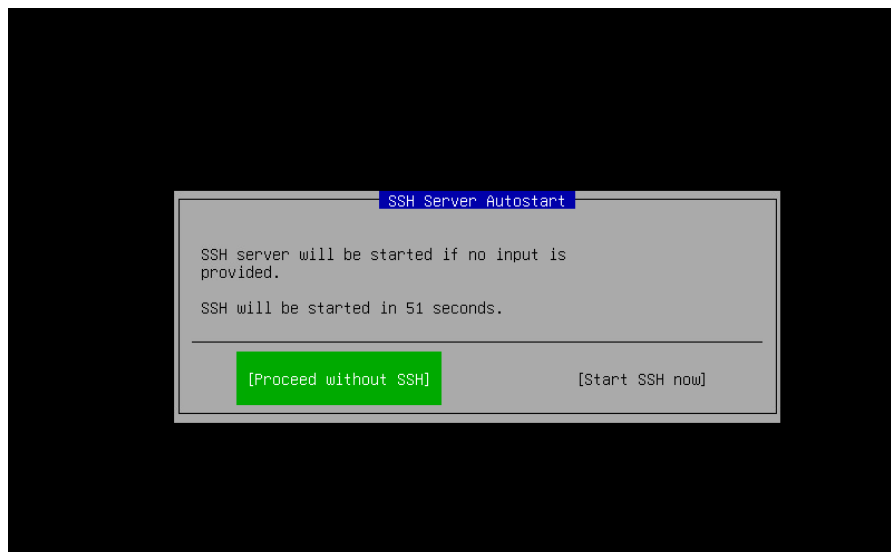 SSH Server Autostart
SSH server will be started if no input is
provided.
SSH will be started in 51 seconds.
[Proceed without SSH] [Start SSH now]